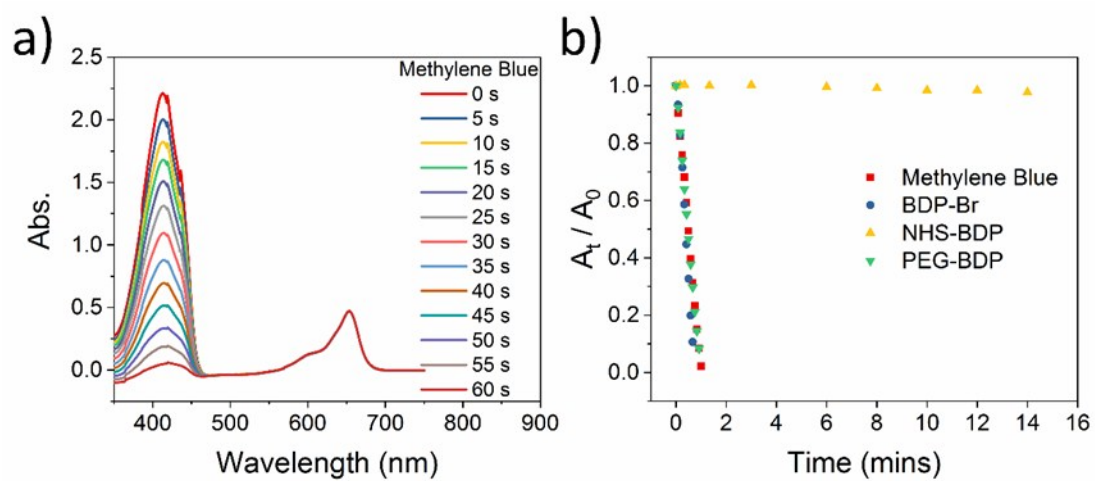 a)
Abs.
2.5
2.0
1.5
1.0
0.5
0.0
400 500 600 700 800 900
Wavelength (nm)
Methylene Blue
0 s
5 s
10 s
15 s
20 s
25 s
30 s
35 s
40 s
45 s
50 s
55 s
60 s
b)
At / A0
1.0
0.8
0.6
0.4
0.2
0.0
0 2 4 6 8 10 12 14 16
Time (mins)
Methylene Blue
BDP-Br
NHS-BDP
PEG-BDP